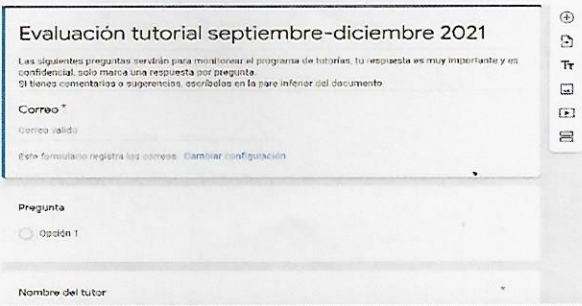 Evaluación tutorial septiembre-diciembre 2021
Las siguientes preguntas servirán para monitorear el programa de tutorías, tu respuesta es muy importante y es
confidencial, solo marca una respuesta por pregunta.
Si tienes comentarios o sugerencias, escríbelas en la pare inferior del documento
Correo *
Correo válido
Este formulario registra los correos. Cambiar configuración
Pregunta
Opción 1
Nombre del tutor *
Tт